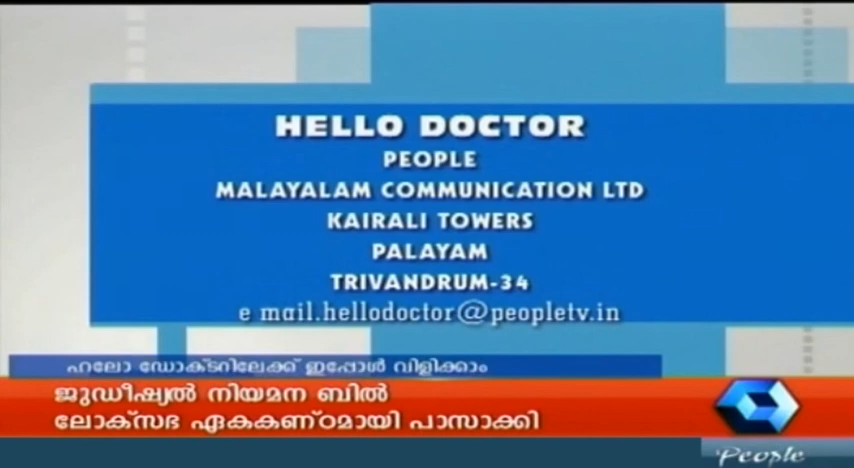 HELLO DOCTOR
PEOPLE
MALAYALAM COMMUNICATION LTD
KAIRALI TOWERS
PALAYAM
TRIVANDRUM-34
e mail.hellodoctor@peopletv.in
ഹലോ ഡോക്ടറിലേക്ക് ഇപ്പോള്‍ വിളിക്കാം
ജുഡീഷ്യല്‍ നിയമന ബില്‍
ലോക്സഭ ഏകകണ്ഠമായി പാസാക്കി
People